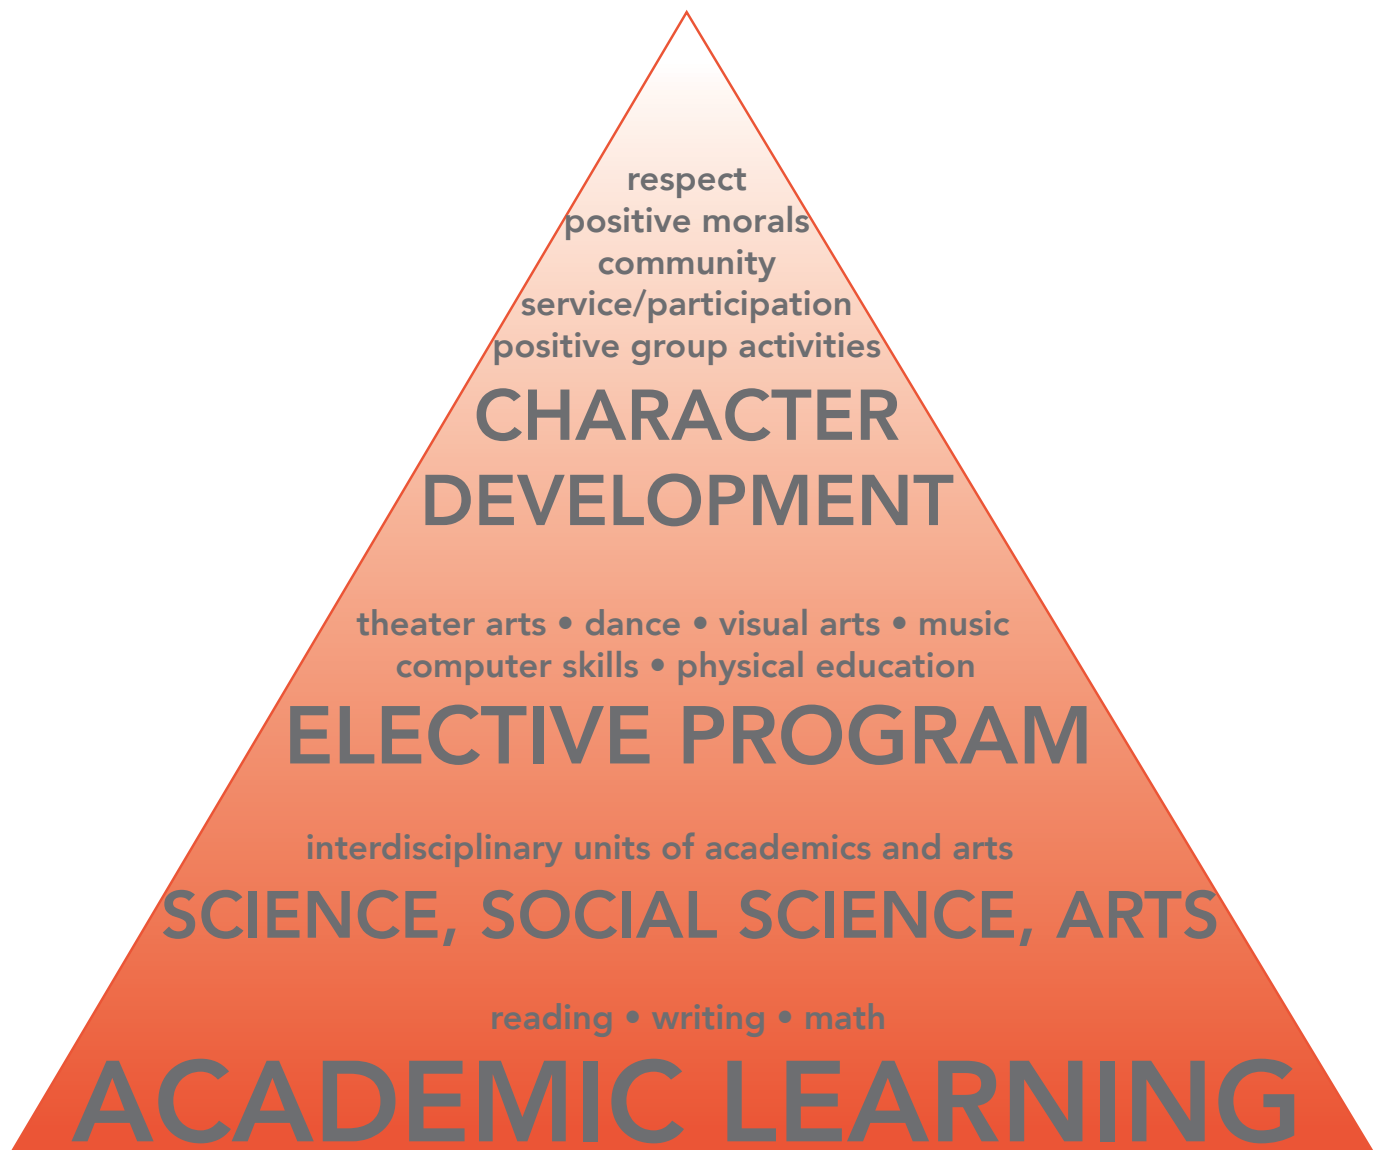 respect
positive morals
community
service/participation
positive group activities
CHARACTER
DEVELOPMENT
theater arts • dance • visual arts • music
computer skills • physical education
ELECTIVE PROGRAM
interdisciplinary units of academics and arts
SCIENCE, SOCIAL SCIENCE, ARTS
reading • writing • math
ACADEMIC LEARNING